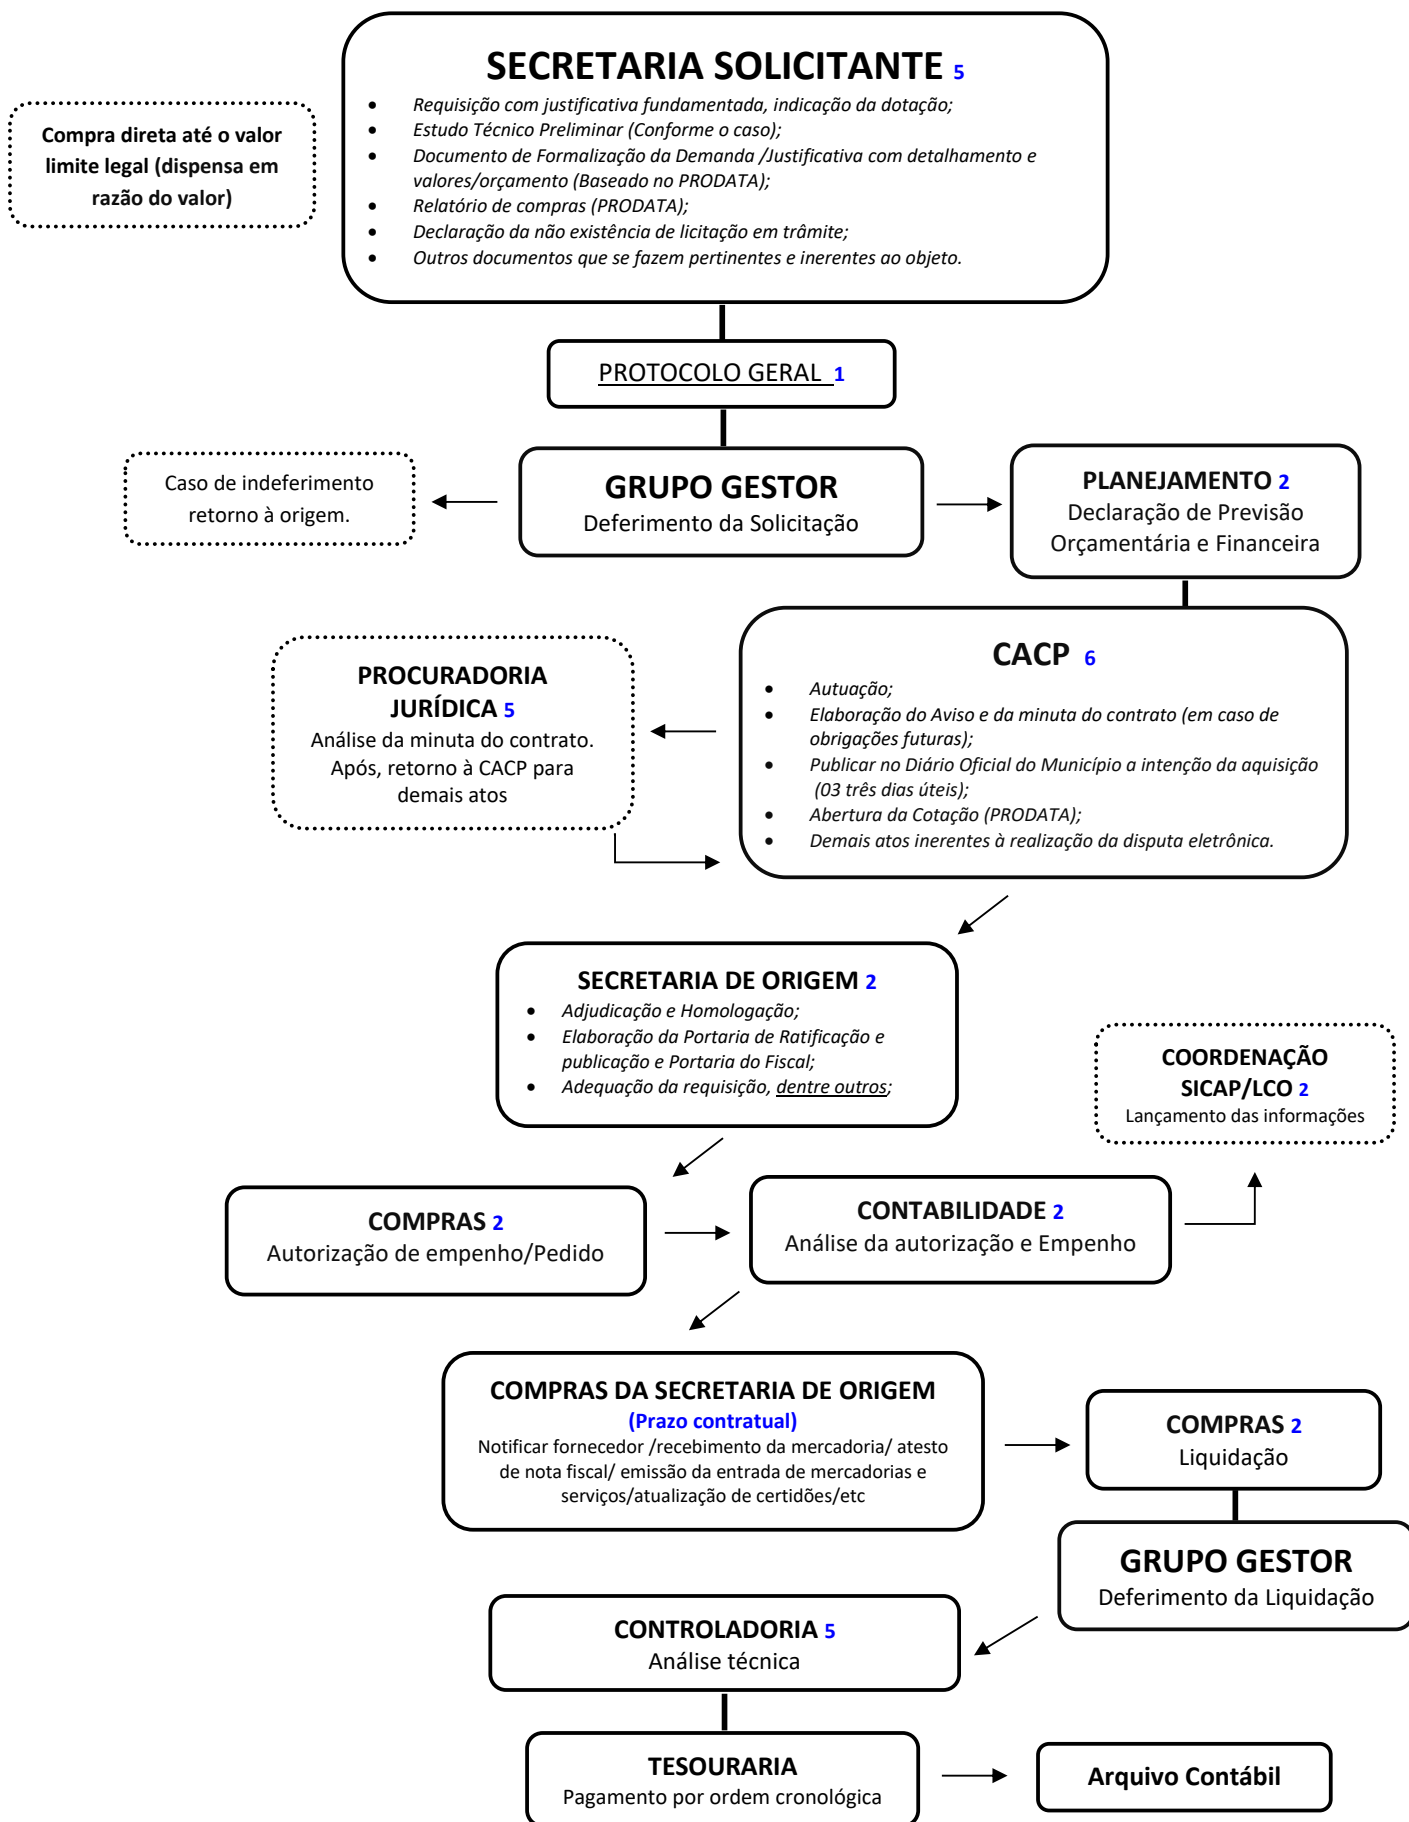 SECRETARIA SOLICITANTE 5
• Requisição com justificativa fundamentada, indicação da dotação;
• Estudo Técnico Preliminar (Conforme o caso);
• Documento de Formalização da Demanda /Justificativa com detalhamento e
valores/orçamento (Baseado no PRODATA);
• Relatório de compras (PRODATA);
• Declaração da não existência de licitação em trâmite;
• Outros documentos que se fazem pertinentes e inerentes ao objeto.
Compra direta até o valor
limite legal (dispensa em
razão do valor)
PROTOCOLO GERAL 1
Caso de indeferimento
retorno à origem.
GRUPO GESTOR
Deferimento da Solicitação
PLANEJAMENTO 2
Declaração de Previsão
Orçamentária e Financeira
PROCURADORIA
JURÍDICA 5
Análise da minuta do contrato.
Após, retorno à CACP para
demais atos
CACP 6
• Autuação;
• Elaboração do Aviso e da minuta do contrato (em caso de
obrigações futuras);
• Publicar no Diário Oficial do Município a intenção da aquisição
(03 três dias úteis);
• Abertura da Cotação (PRODATA);
• Demais atos inerentes à realização da disputa eletrônica.
SECRETARIA DE ORIGEM 2
• Adjudicação e Homologação;
• Elaboração da Portaria de Ratificação e
publicação e Portaria do Fiscal;
• Adequação da requisição, dentre outros;
COORDENAÇÃO
SICAP/LCO 2
Lançamento das informações
COMPRAS 2
Autorização de empenho/Pedido
CONTABILIDADE 2
Análise da autorização e Empenho
COMPRAS DA SECRETARIA DE ORIGEM
(Prazo contratual)
Notificar fornecedor /recebimento da mercadoria/ atesto
de nota fiscal/ emissão da entrada de mercadorias e
serviços/atualização de certidões/etc
COMPRAS 2
Liquidação
GRUPO GESTOR
Deferimento da Liquidação
CONTROLADORIA 5
Análise técnica
TESOURARIA
Pagamento por ordem cronológica
Arquivo Contábil